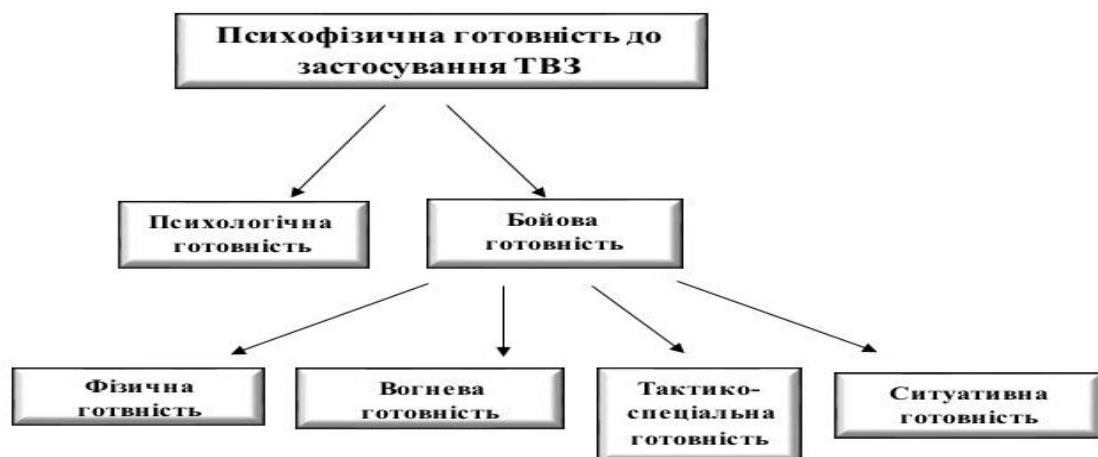 Психофізична готовність до
застосування ТВЗ
Психологічна
готовність
Бойова
готовність
Фізична
готвність
Вогнева
готовність
Тактико-
спеціальна
готовність
Ситуативна
готовність